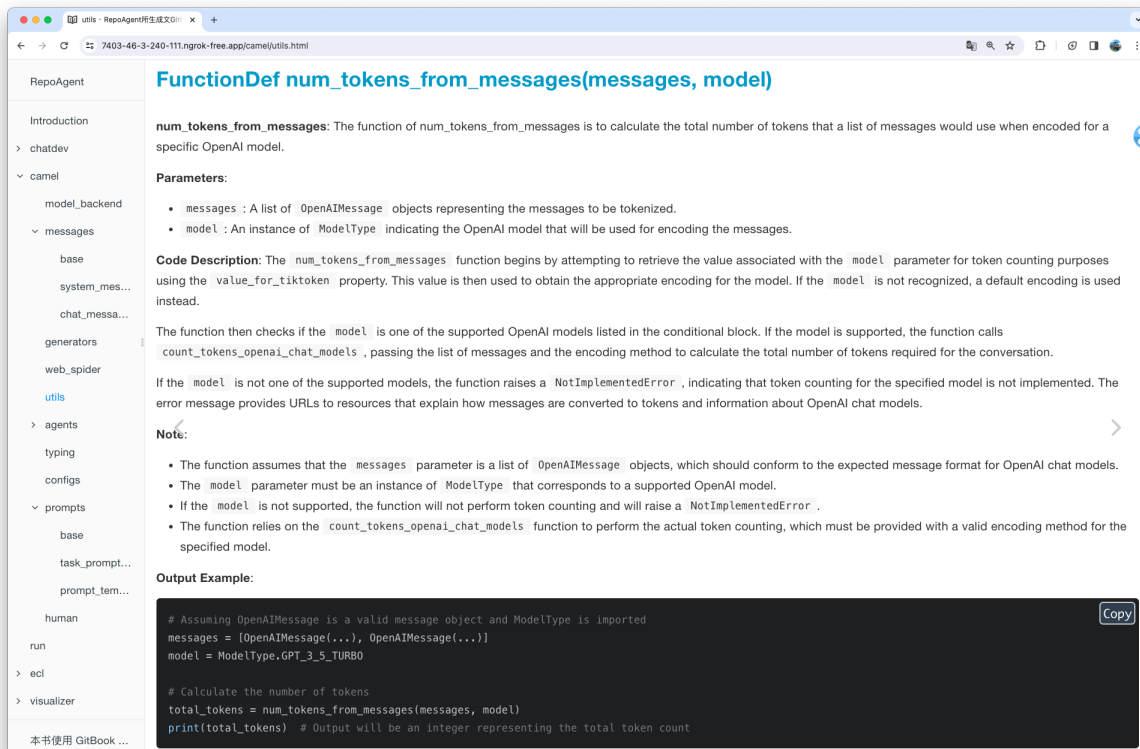 utils · RepoAgent所生成文Git
7403-46-3-240-111.ngrok-free.app/camel/utils.html
RepoAgent
Introduction
chatdev
camel
model_backend
messages
base
system_mes...
chat_messa...
generators
web_spider
utils
agents
typing
configs
prompts
base
task_prompt...
prompt_tem...
human
run
ecl
visualizer
本书使用 GitBook ...
FunctionDef num_tokens_from_messages(messages, model)
num_tokens_from_messages: The function of num_tokens_from_messages is to calculate the total number of tokens that a list of messages would use when encoded for a
specific OpenAI model.
Parameters:
• messages : A list of OpenAIMessage objects representing the messages to be tokenized.
• model : An instance of ModelType indicating the OpenAI model that will be used for encoding the messages.
Code Description: The num_tokens_from_messages function begins by attempting to retrieve the value associated with the model parameter for token counting purposes
using the value_for_tiktoken property. This value is then used to obtain the appropriate encoding for the model. If the model is not recognized, a default encoding is used
instead.
The function then checks if the model is one of the supported OpenAI models listed in the conditional block. If the model is supported, the function calls
count_tokens_openai_chat_models , passing the list of messages and the encoding method to calculate the total number of tokens required for the conversation.
If the model is not one of the supported models, the function raises a NotImplementedError , indicating that token counting for the specified model is not implemented. The
error message provides URLs to resources that explain how messages are converted to tokens and information about OpenAI chat models.
Note:
• The function assumes that the messages parameter is a list of OpenAIMessage objects, which should conform to the expected message format for OpenAI chat models.
• The model parameter must be an instance of ModelType that corresponds to a supported OpenAI model.
• If the model is not supported, the function will not perform token counting and will raise a NotImplementedError .
• The function relies on the count_tokens_openai_chat_models function to perform the actual token counting, which must be provided with a valid encoding method for the
specified model.
Output Example:
Copy
# Assuming OpenAIMessage is a valid message object and ModelType is imported
messages = [OpenAIMessage(...), OpenAIMessage(...)]
model = ModelType.GPT_3_5_TURBO
# Calculate the number of tokens
total_tokens = num_tokens_from_messages(messages, model)
print(total_tokens)  # Output will be an integer representing the total token count